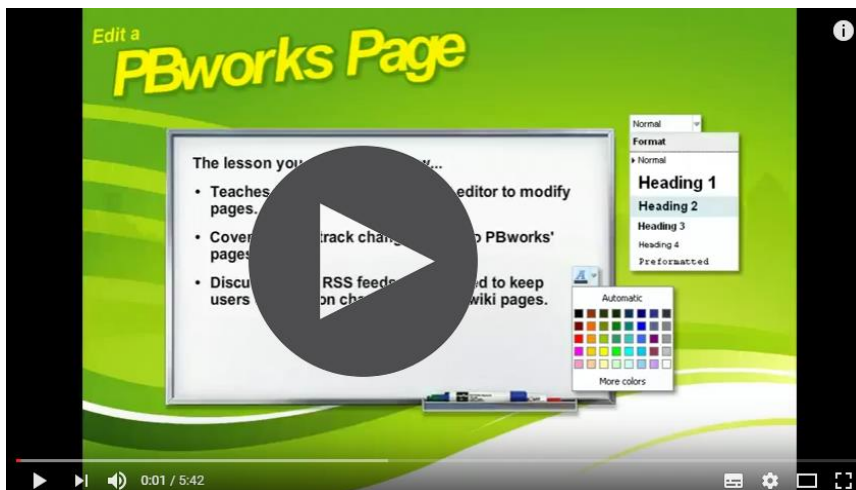 Edit a
PBworks Page
Normal
Format
Normal
Heading 1
Heading 2
Heading 3
Heading 4
Preformatted
The lesson you
Teaches editor to modify
pages.
Cover track chang to PBworks'
pages
Discu RSS feeds ed to keep
users on cha wiki pages.
Automatic
More colors
0:01 / 5:42